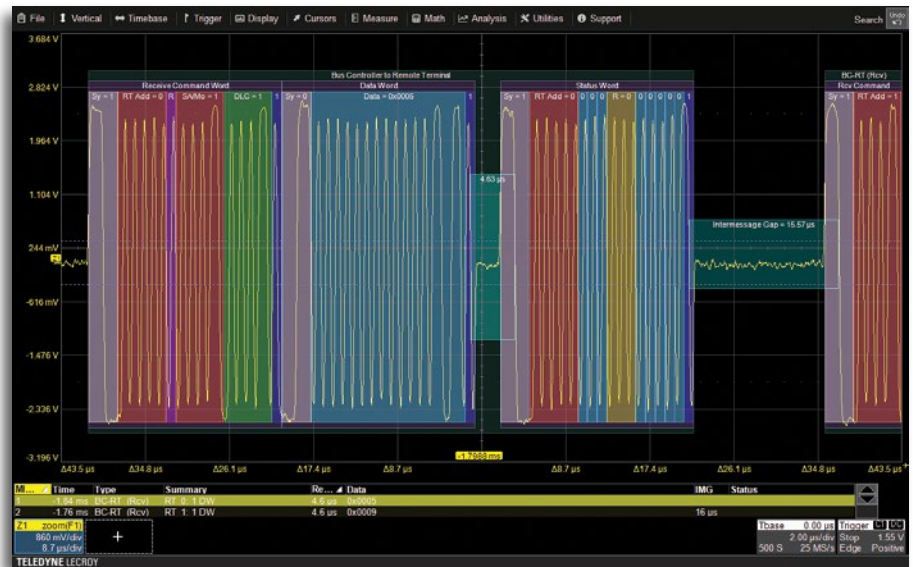 File Vertical Timebase Trigger Display Cursors Measure Math Analysis Utilities Support Search Undo
3.684 V
Bus Controller to Remote Terminal BC-RT (Rcv)
2.824 V Receive Command Word Data Word Status Word Rcv Command
Sy = 1 RT Add = 0 R SA/Mo = 1 DLC = 1 1 Sy = 0 Data = 0x0005 1 Sy = 1 RT Add = 0 0 0 0 R = 0 0 0 0 0 0 1 Sy = 1 RT Add = 1
1.964 V
4.63 µs
1.104 V
Intermessage Gap = 15.57µs
244 mV
Z1
-616 mV
-1.476 V
-2.336 V
-3.196 V
-1.7988 ms
Δ43.5 µs Δ34.8 µs Δ26.1 µs Δ17.4 µs Δ8.7 µs Δ8.7 µs Δ17.4 µs Δ26.1 µs Δ34.8 µs Δ43.5 µs
MI... Time Type Summary Re... Data IMG Status
1 -1.84 ms BC-RT (Rcv) RT 0: 1 DW 4.6 µs 0x0005
2 -1.76 ms BC-RT (Rcv) RT 1: 1 DW 4.6 µs 0x0009 16 µs
Z1 zoom(F1) Tbase 0.00 µs Trigger C1 DC
860 mV/div + 2.00 µs/div Stop 1.55 V
8.7 µs/div 500 S 25 MS/s Edge Positive
TELEDYNE LECROY